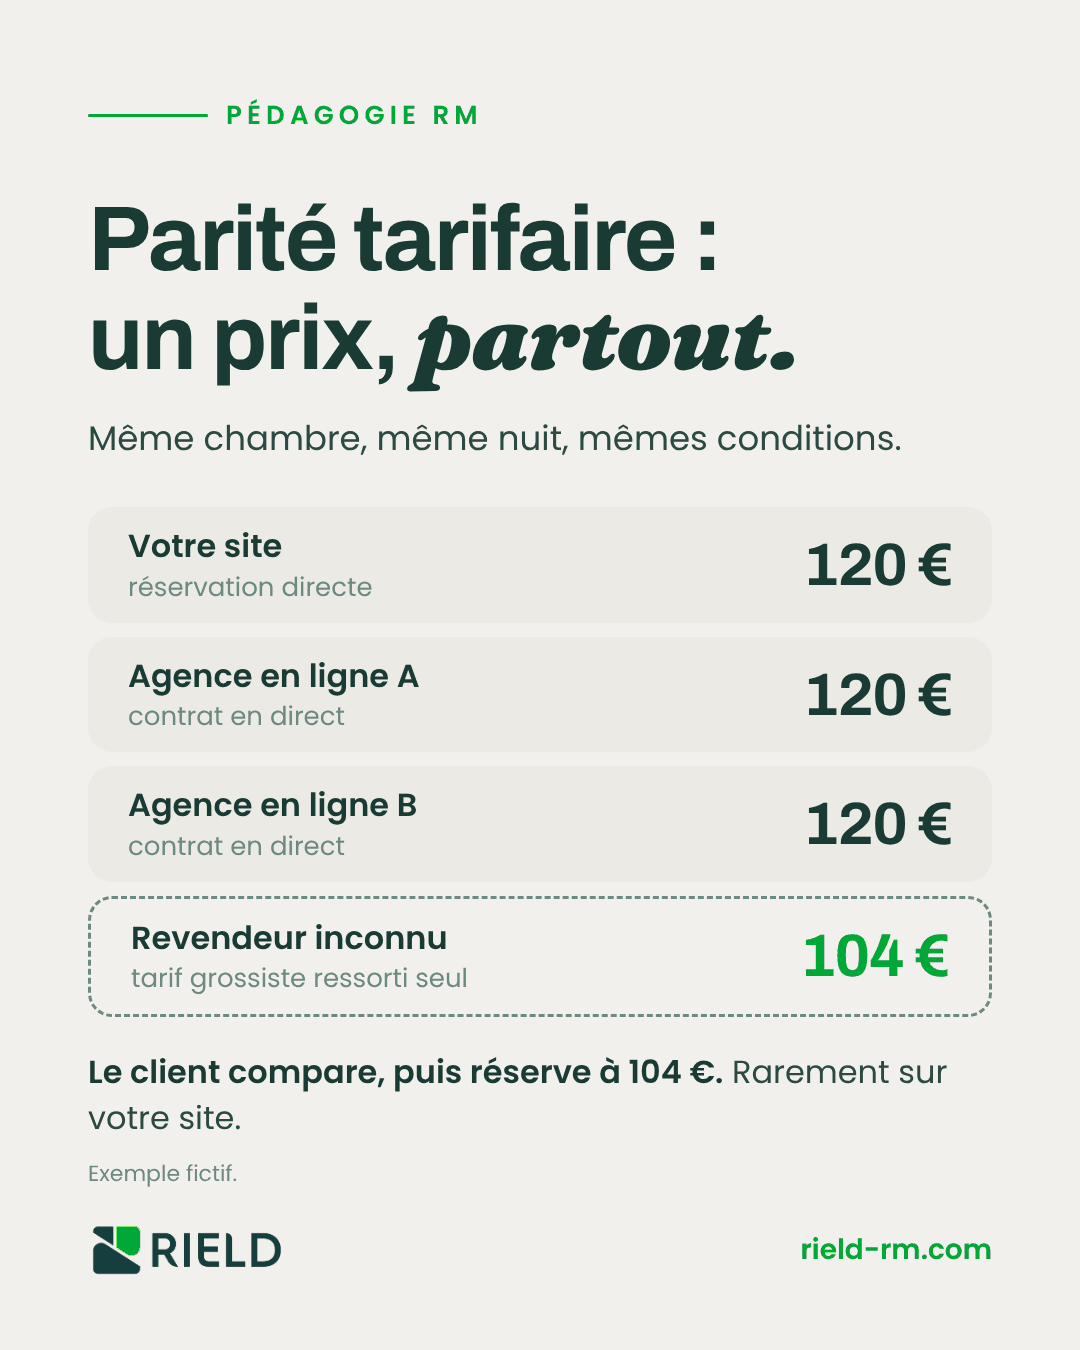 PÉDAGOGIE RM
Parité tarifaire :
un prix, partout.
Même chambre, même nuit, mêmes conditions.
Votre site
réservation directe
120 €
Agence en ligne A
contrat en direct
120 €
Agence en ligne B
contrat en direct
120 €
Revendeur inconnu
tarif grossiste ressorti seul
104 €
Le client compare, puis réserve à 104 €. Rarement sur
votre site.
Exemple fictif.
RIELD
rield-rm.com